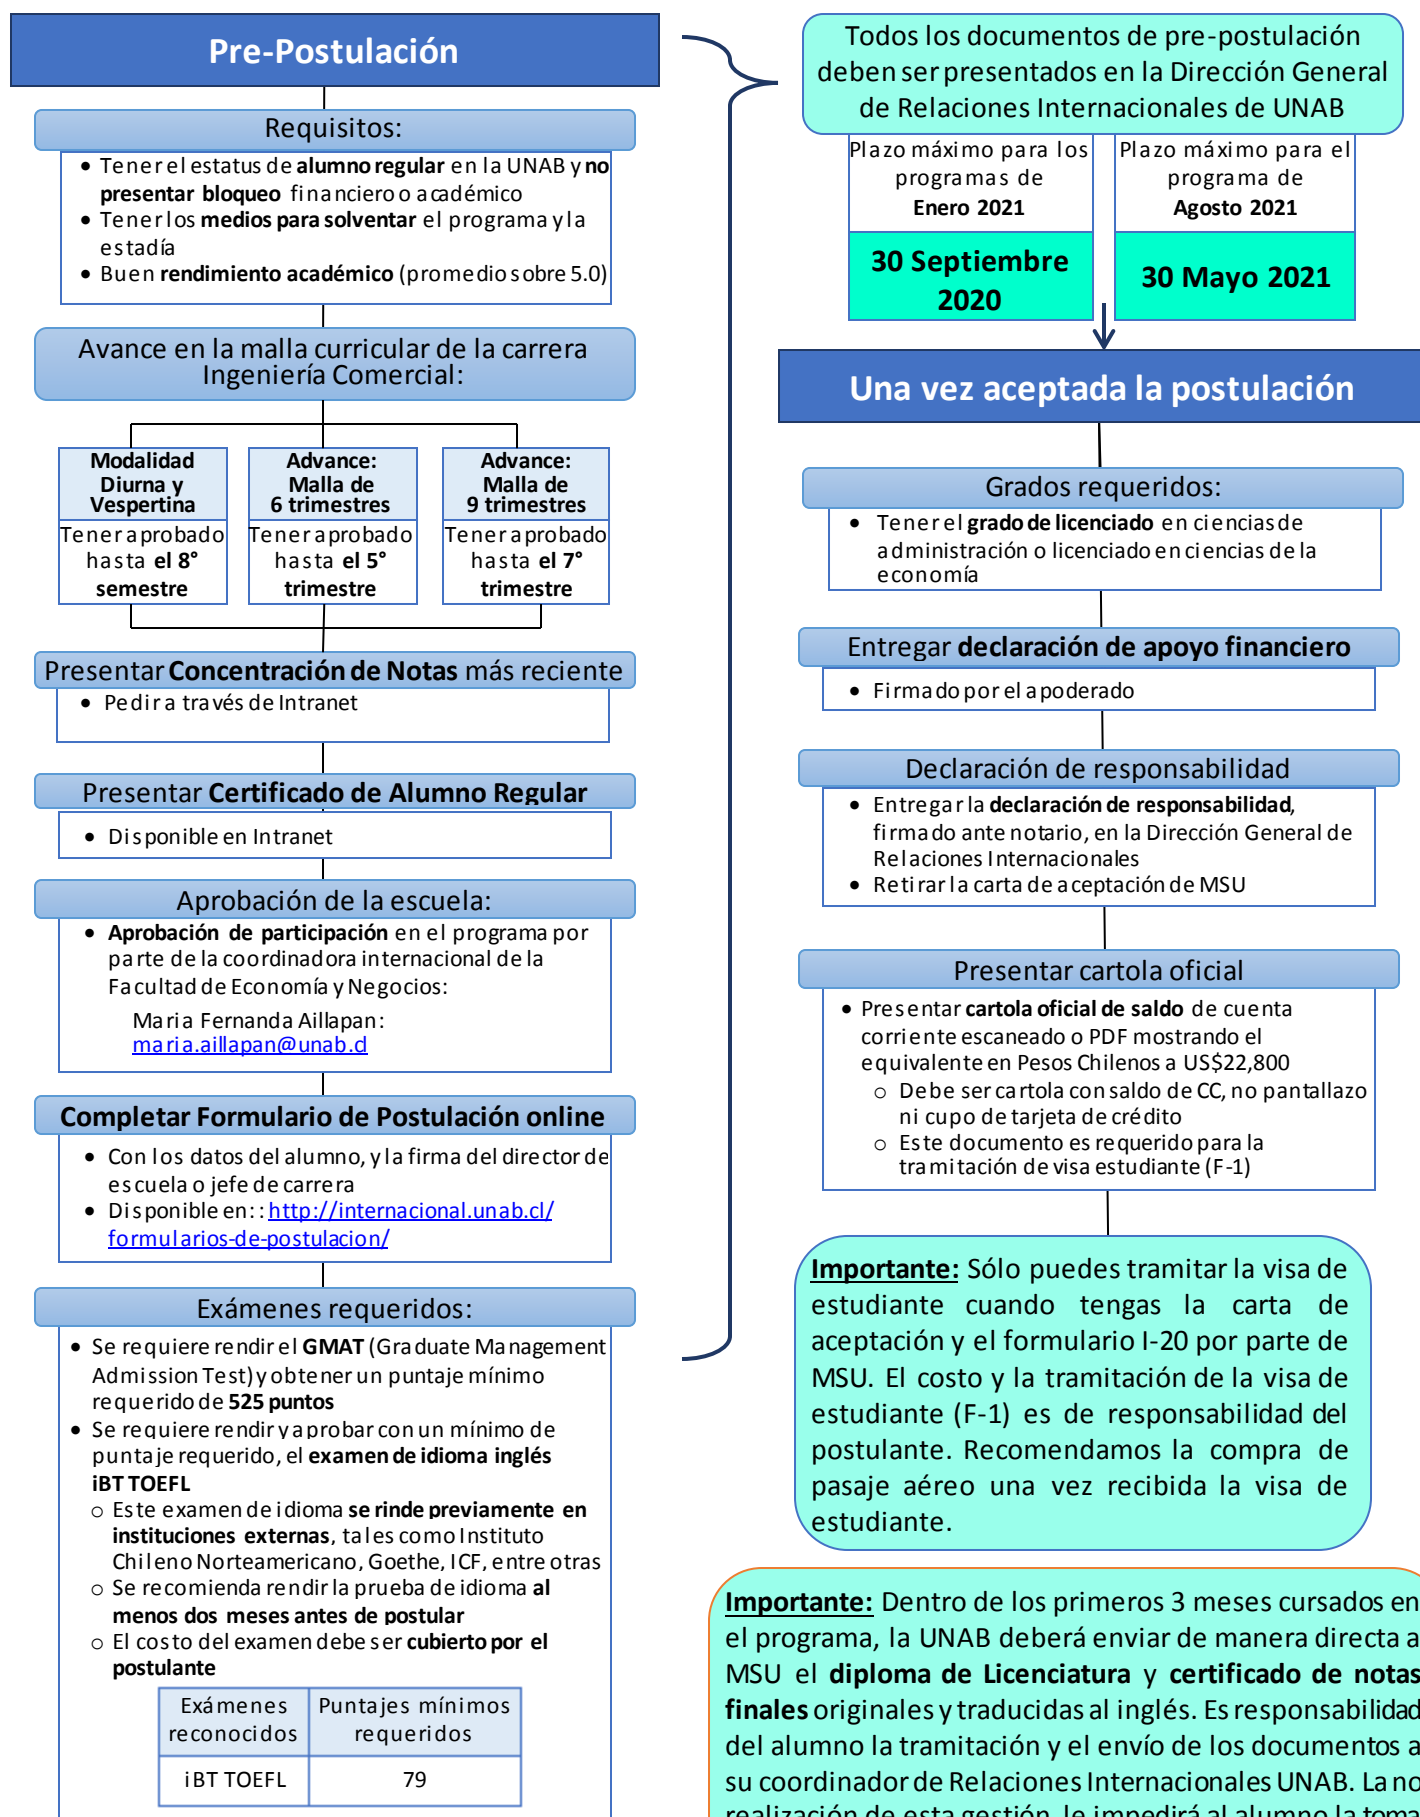 Pre-Postulación
Requisitos:
• Tener el estatus de alumno regular en la UNAB y no
presentar bloqueo financiero o académico
• Tener los medios para solventar el programa y la
estadía
• Buen rendimiento académico (promedio sobre 5.0)
Avance en la malla curricular de la carrera
Ingeniería Comercial:
Modalidad
Diurna y
Vespertina
Tener aprobado
hasta el 8°
semestre
Advance:
Malla de
6 trimestres
Tener aprobado
hasta el 5°
trimestre
Advance:
Malla de
9 trimestres
Tener aprobado
hasta el 7°
trimestre
Presentar Concentración de Notas más reciente
• Pedir a través de Intranet
Presentar Certificado de Alumno Regular
• Disponible en Intranet
Aprobación de la escuela:
• Aprobación de participación en el programa por
parte de la coordinadora internacional de la
Facultad de Economía y Negocios:
Maria Fernanda Aillapan:
maria.aillapan@unab.cl
Completar Formulario de Postulación online
• Con los datos del alumno, y la firma del director de
escuela o jefe de carrera
• Disponible en: : http://internacional.unab.cl/
formularios-de-postulacion/
Exámenes requeridos:
• Se requiere rendir el GMAT (Graduate Management
Admission Test) y obtener un puntaje mínimo
requerido de 525 puntos
• Se requiere rendir y aprobar con un mínimo de
puntaje requerido, el examen de idioma inglés
iBT TOEFL
o Este examen de idioma se rinde previamente en
instituciones externas, tales como Instituto
Chileno Norteamericano, Goethe, ICF, entre otras
o Se recomienda rendir la prueba de idioma al
menos dos meses antes de postular
o El costo del examen debe ser cubierto por el
postulante
Exámenes
reconocidos
Puntajes mínimos
requeridos
iBT TOEFL
79
Todos los documentos de pre-postulación
deben ser presentados en la Dirección General
de Relaciones Internacionales de UNAB
Plazo máximo para los
programas de
Enero 2021
30 Septiembre
2020
Plazo máximo para el
programa de
Agosto 2021
30 Mayo 2021
Una vez aceptada la postulación
Grados requeridos:
• Tener el grado de licenciado en ciencias de
administración o licenciado en ciencias de la
economía
Entregar declaración de apoyo financiero
• Firmado por el apoderado
Declaración de responsabilidad
• Entregar la declaración de responsabilidad,
firmado ante notario, en la Dirección General de
Relaciones Internacionales
• Retirar la carta de aceptación de MSU
Presentar cartola oficial
• Presentar cartola oficial de saldo de cuenta
corriente escaneado o PDF mostrando el
equivalente en Pesos Chilenos a US$22,800
o Debe ser cartola con saldo de CC, no pantallazo
ni cupo de tarjeta de crédito
o Este documento es requerido para la
tramitación de visa estudiante (F-1)
Importante: Sólo puedes tramitar la visa de
estudiante cuando tengas la carta de
aceptación y el formulario I-20 por parte de
MSU. El costo y la tramitación de la visa de
estudiante (F-1) es de responsabilidad del
postulante. Recomendamos la compra de
pasaje aéreo una vez recibida la visa de
estudiante.
Importante: Dentro de los primeros 3 meses cursados en
el programa, la UNAB deberá enviar de manera directa a
MSU el diploma de Licenciatura y certificado de notas
finales originales y traducidas al inglés. Es responsabilidad
del alumno la tramitación y el envío de los documentos a
su coordinador de Relaciones Internacionales UNAB. La no
realización de esta gestión, le impedirá al alumno la toma